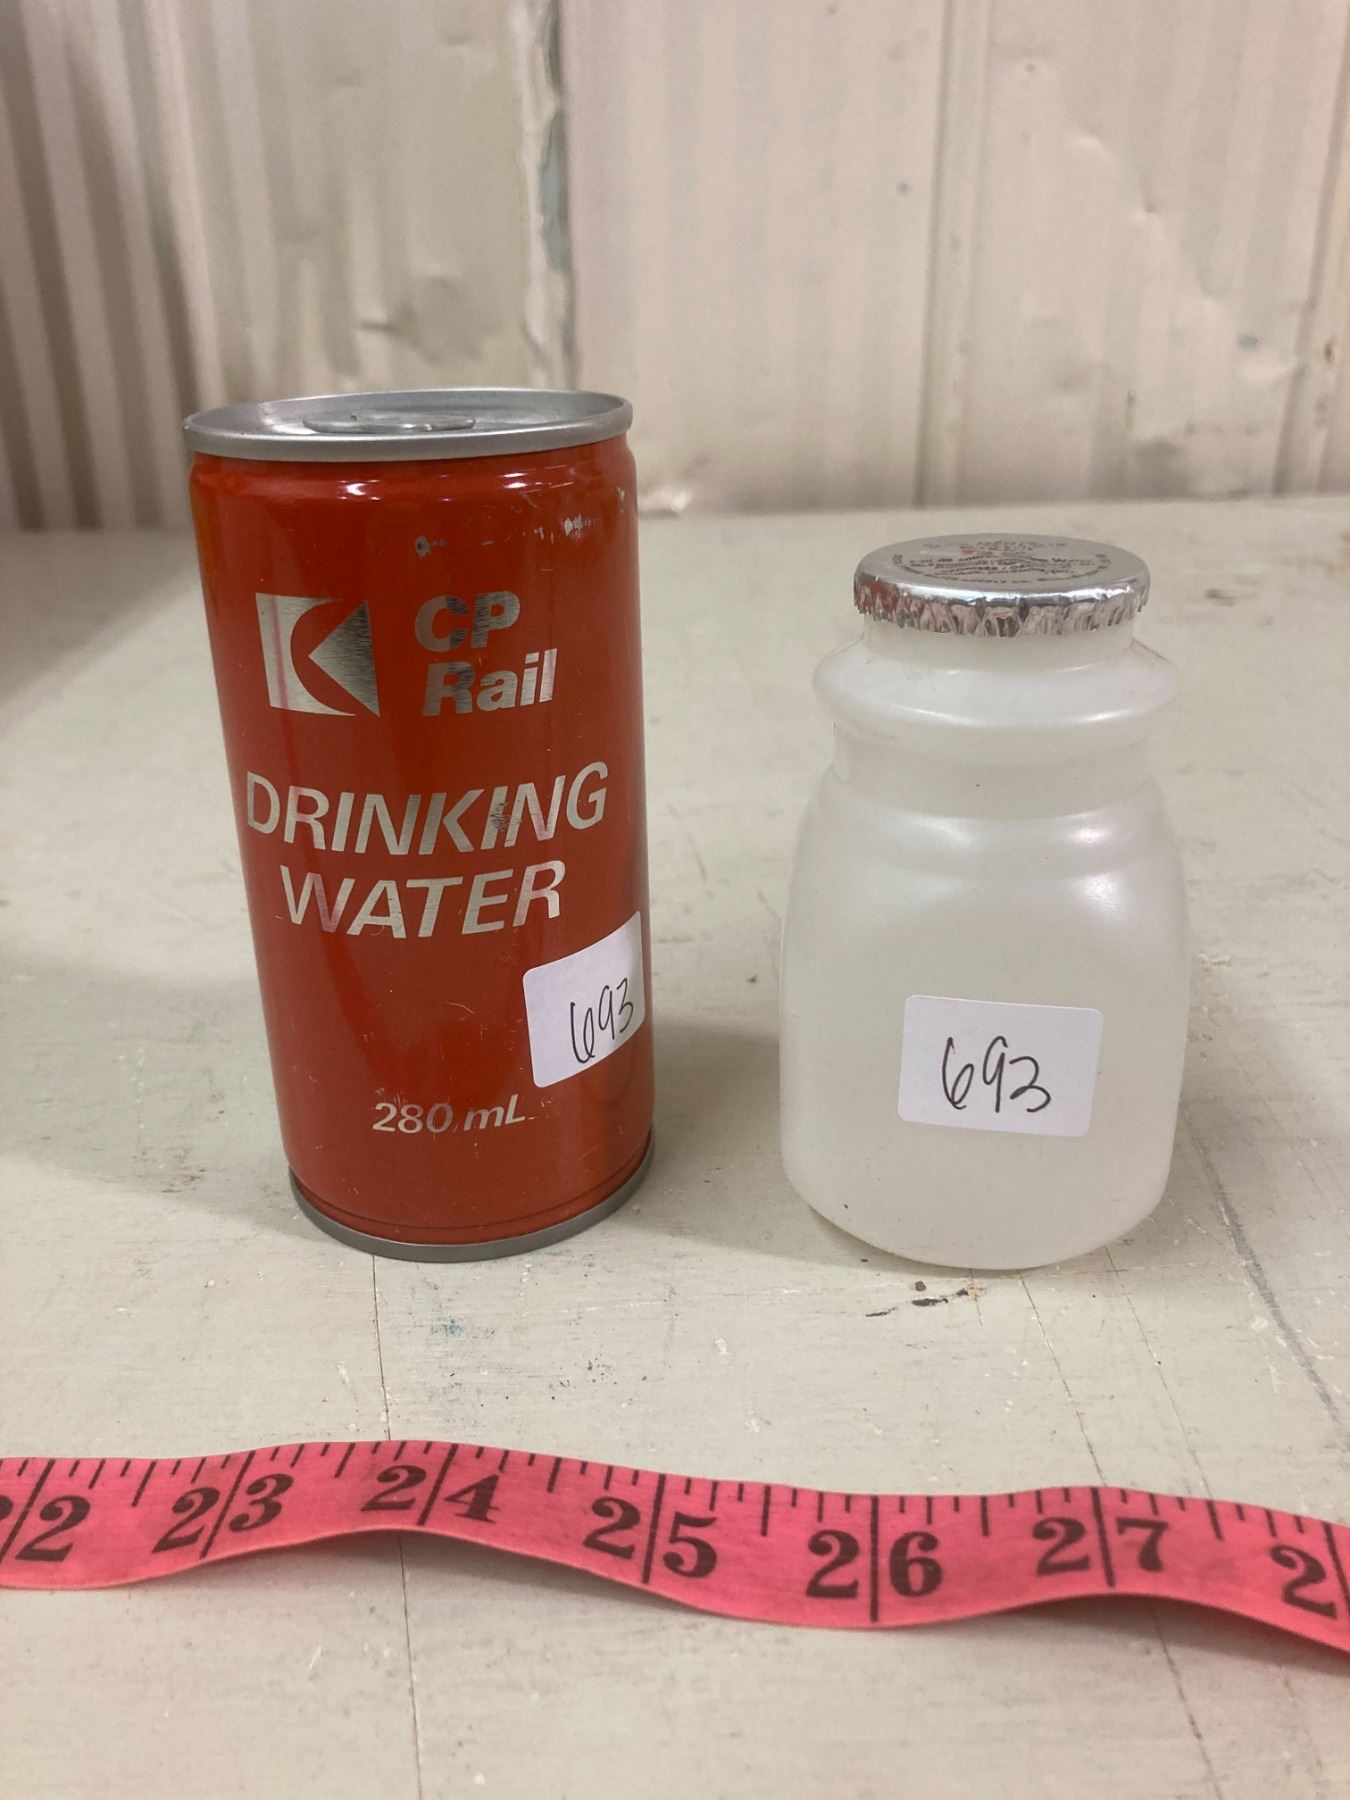 CP
Rail
DRINKING
WATER
693
280 mL
693
22 23 24 25 26 27 2